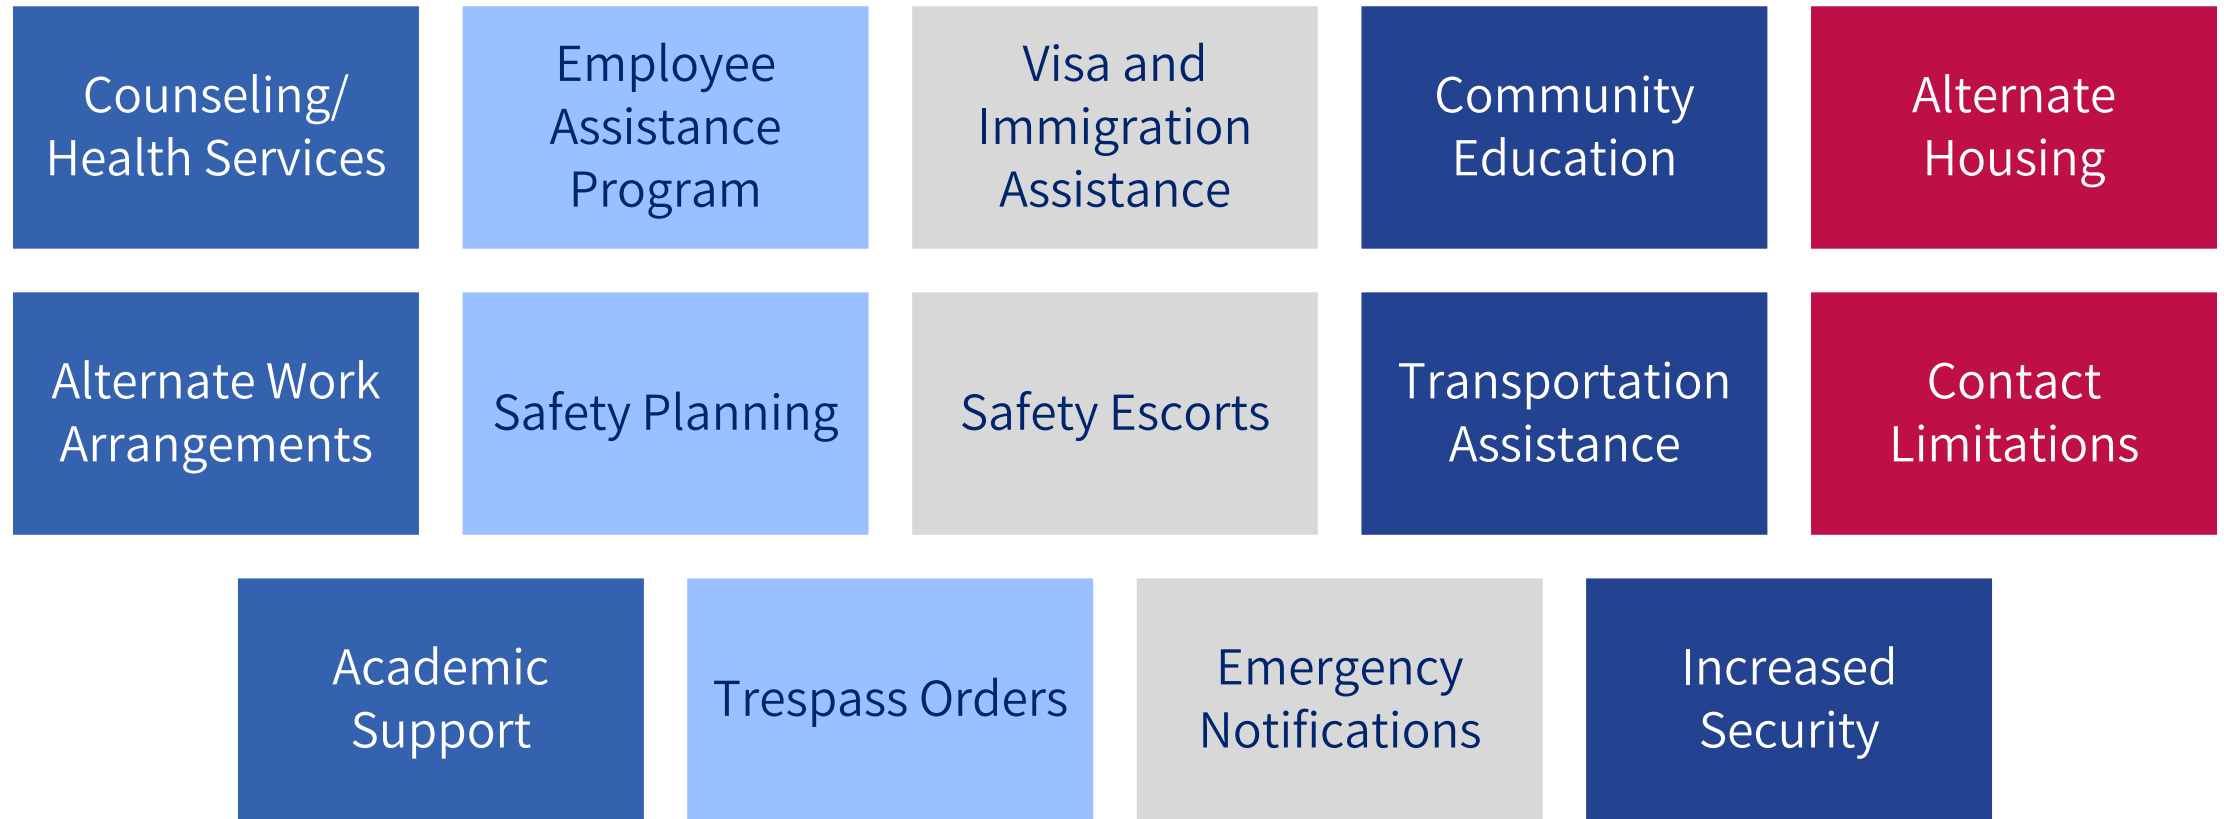 Counseling/
Health Services
Employee
Assistance
Program
Visa and
Immigration
Assistance
Community
Education
Alternate
Housing
Alternate Work
Arrangements
Safety Planning
Safety Escorts
Transportation
Assistance
Contact
Limitations
Academic
Support
Trespass Orders
Emergency
Notifications
Increased
Security